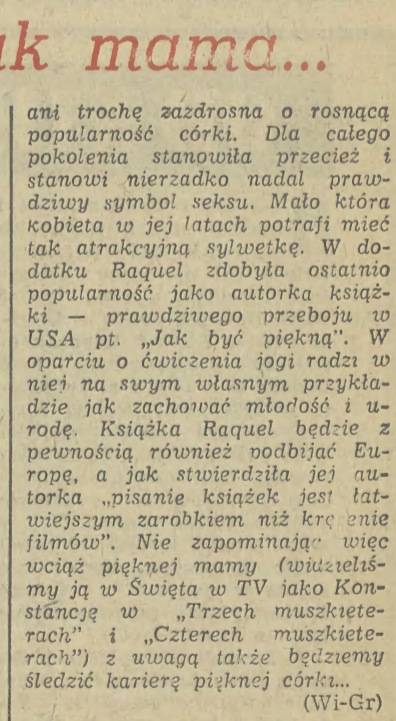 ak mama...
ani trochę zazdrosna o rosnącą
popularność córki. Dla całego
pokolenia stanowiła przecież i
stanowi nierzadko nadal praw-
dziwy symbol seksu. Mało która
kobieta w jej latach potrafi mieć
tak atrakcyjną sylwetkę. W do-
datku Raquel zdobyła ostatnio
popularność jako autorka książ-
ki — prawdziwego przeboju w
USA pt. „Jak być piękną”. W
oparciu o ćwiczenia jogi radzi w
niej na swym własnym przykła-
dzie jak zachować młodość i u-
rodę. Książka Raquel będzie z
pewnością również podbijać Eu-
ropę, a jak stwierdziła jej au-
torka „pisanie książek jest łat-
wiejszym zarobkiem niż kręcenie
filmów”. Nie zapominając więc
wciąż pięknej mamy (widzieliś-
my ją w Święta w TV jako Kon-
stancję w „Trzech muszkiete-
rach” i „Czterech muszkiete-
rach”) z uwagą także będziemy
śledzić karierę pięknej córki...
(Wi-Gr)